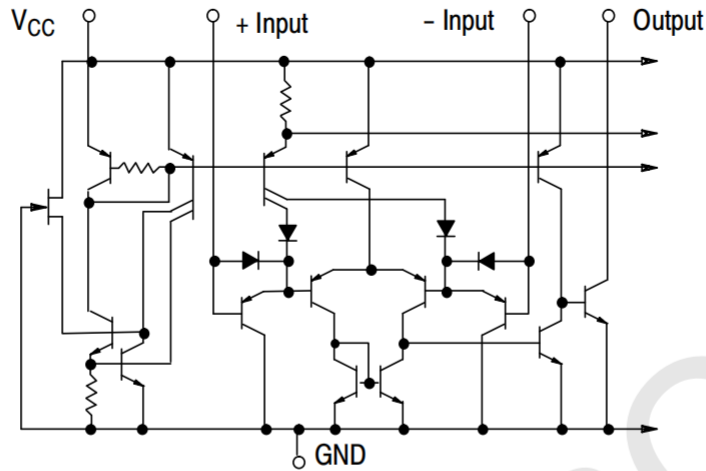 VCC
+ Input
– Input
Output
GND